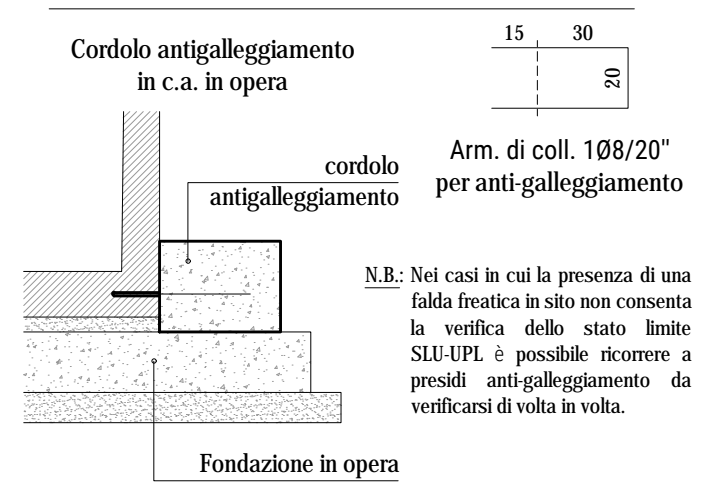 Cordolo antigalleggiamento
in c.a. in opera
15 30
20
Arm. di coll. 1Ø8/20"
per anti-galleggiamento
cordolo
antigalleggiamento
N.B.: Nei casi in cui la presenza di una
falda freatica in sito non consenta
la verifica dello stato limite
SLU-UPL è possibile ricorrere a
presidi anti-galleggiamento da
verificarsi di volta in volta.
Fondazione in opera